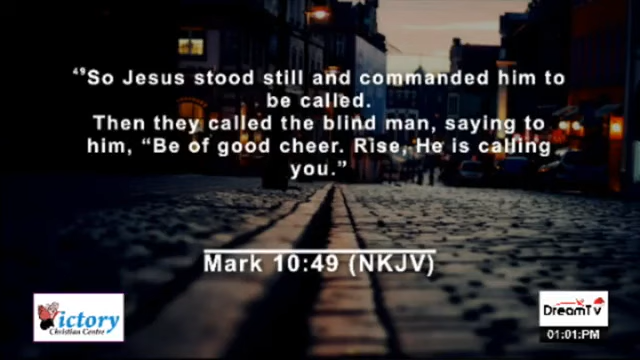 ⁴⁹So Jesus stood still and commanded him to
be called.
Then they called the blind man, saying to
him, “Be of good cheer. Rise, He is calling
you.”
Mark 10:49 (NKJV)
Victory
Christian Centre
DreamTv
01:01:PM